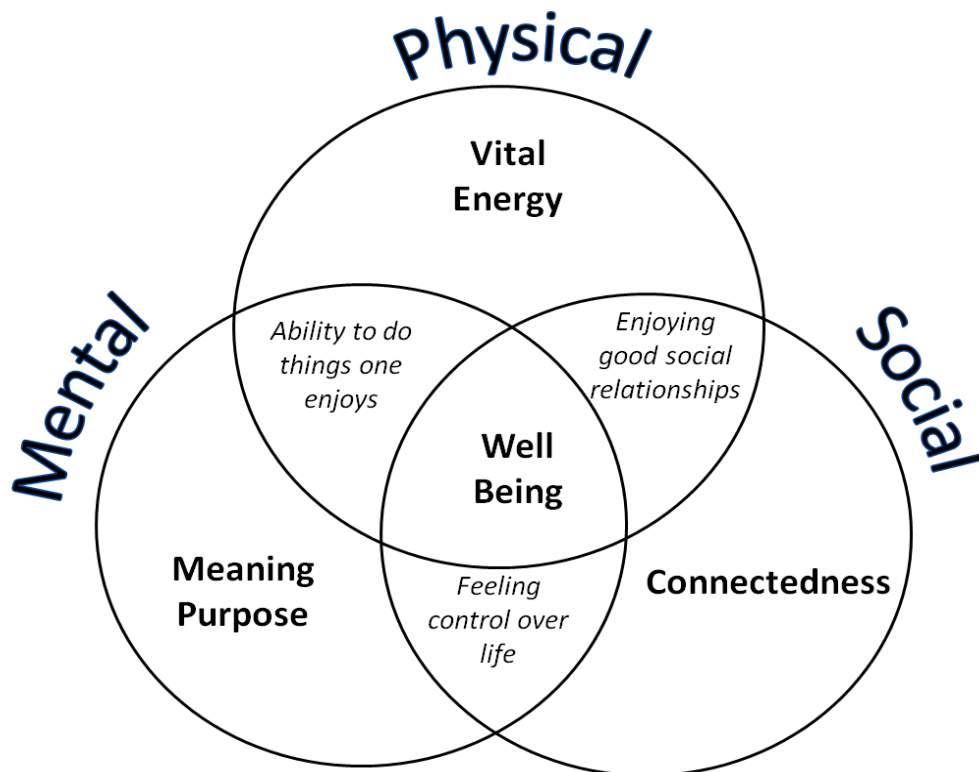 Physical
Vital
Energy
Mental
Social
Ability to do
things one
enjoys
Enjoying
good social
relationships
Well
Being
Meaning
Purpose
Connectedness
Feeling
control over
life